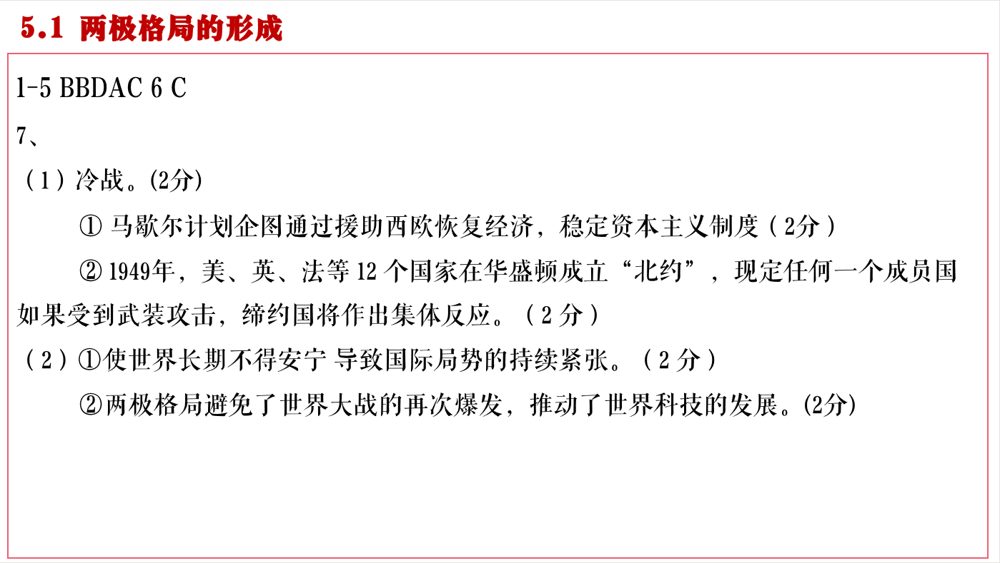 5.1 两极格局的形成
1-5 BBDAC 6 C
7、
（1）冷战。(2分)
① 马歇尔计划企图通过援助西欧恢复经济，稳定资本主义制度（2分）
② 1949年，美、英、法等 12 个国家在华盛顿成立“北约”，现定任何一个成员国
如果受到武装攻击，缔约国将作出集体反应。（2 分）
（2）①使世界长期不得安宁 导致国际局势的持续紧张。（2 分）
②两极格局避免了世界大战的再次爆发，推动了世界科技的发展。(2分)